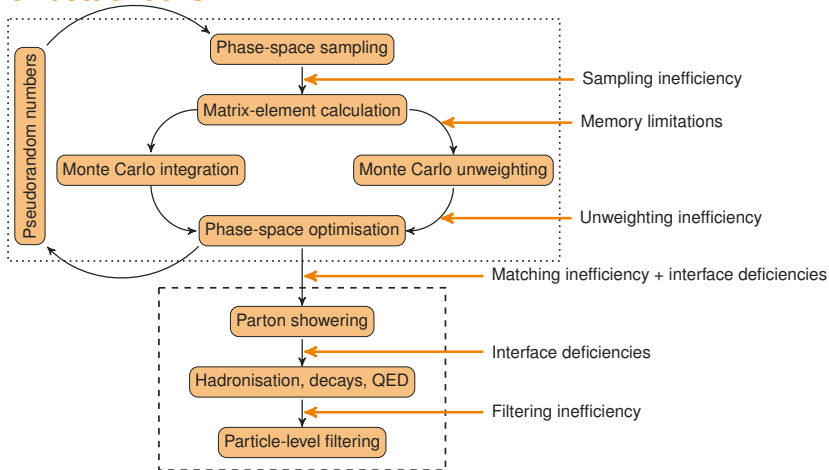 Phase-space sampling
Pseudorandom numbers
Sampling inefficiency
Matrix-element calculation
Memory limitations
Monte Carlo integration
Monte Carlo unweighting
Unweighting inefficiency
Phase-space optimisation
Matching inefficiency + interface deficiencies
Parton showering
Interface deficiencies
Hadronisation, decays, QED
Filtering inefficiency
Particle-level filtering